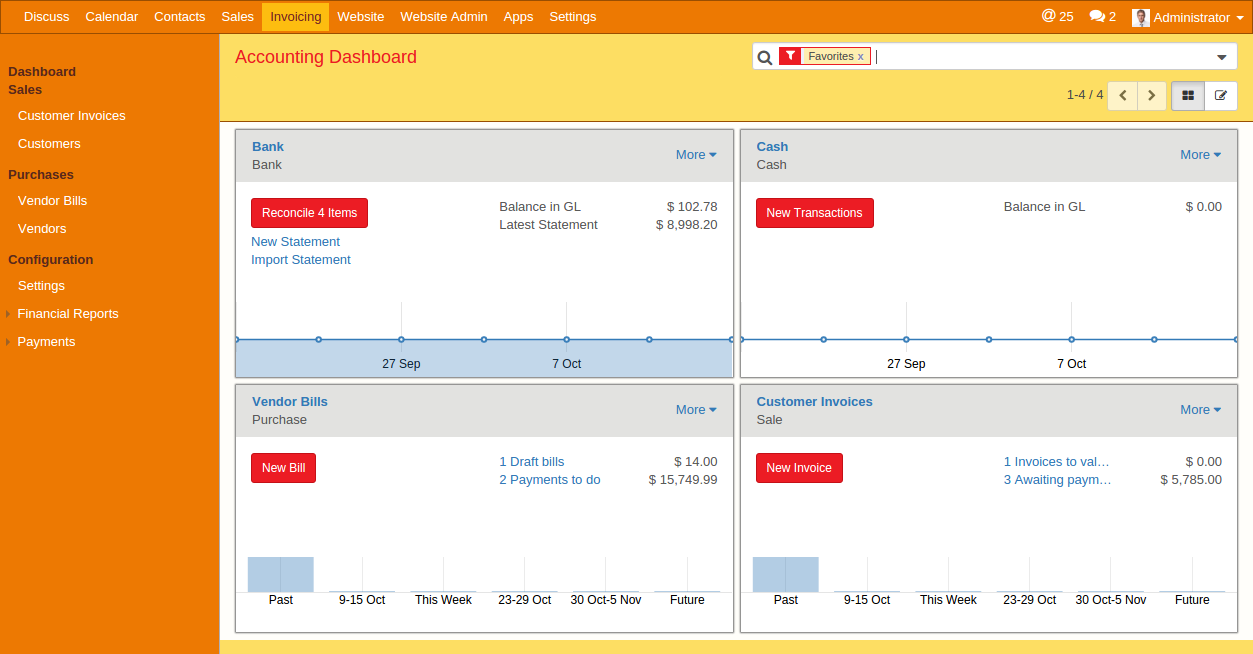 Discuss Calendar Contacts Sales Invoicing Website Website Admin Apps Settings @ 25 2 Administrator
Dashboard
Sales
Customer Invoices
Customers
Purchases
Vendor Bills
Vendors
Configuration
Settings
Financial Reports
Payments
Accounting Dashboard
Favorites x
1-4 / 4
Bank
Bank
More
Reconcile 4 Items
New Statement
Import Statement
Balance in GL $ 102.78
Latest Statement $ 8,998.20
27 Sep 7 Oct
Cash
Cash
More
New Transactions
Balance in GL $ 0.00
27 Sep 7 Oct
Vendor Bills
Purchase
More
New Bill
1 Draft bills $ 14.00
2 Payments to do $ 15,749.99
Past 9-15 Oct This Week 23-29 Oct 30 Oct-5 Nov Future
Customer Invoices
Sale
More
New Invoice
1 Invoices to val... $ 0.00
3 Awaiting paym... $ 5,785.00
Past 9-15 Oct This Week 23-29 Oct 30 Oct-5 Nov Future